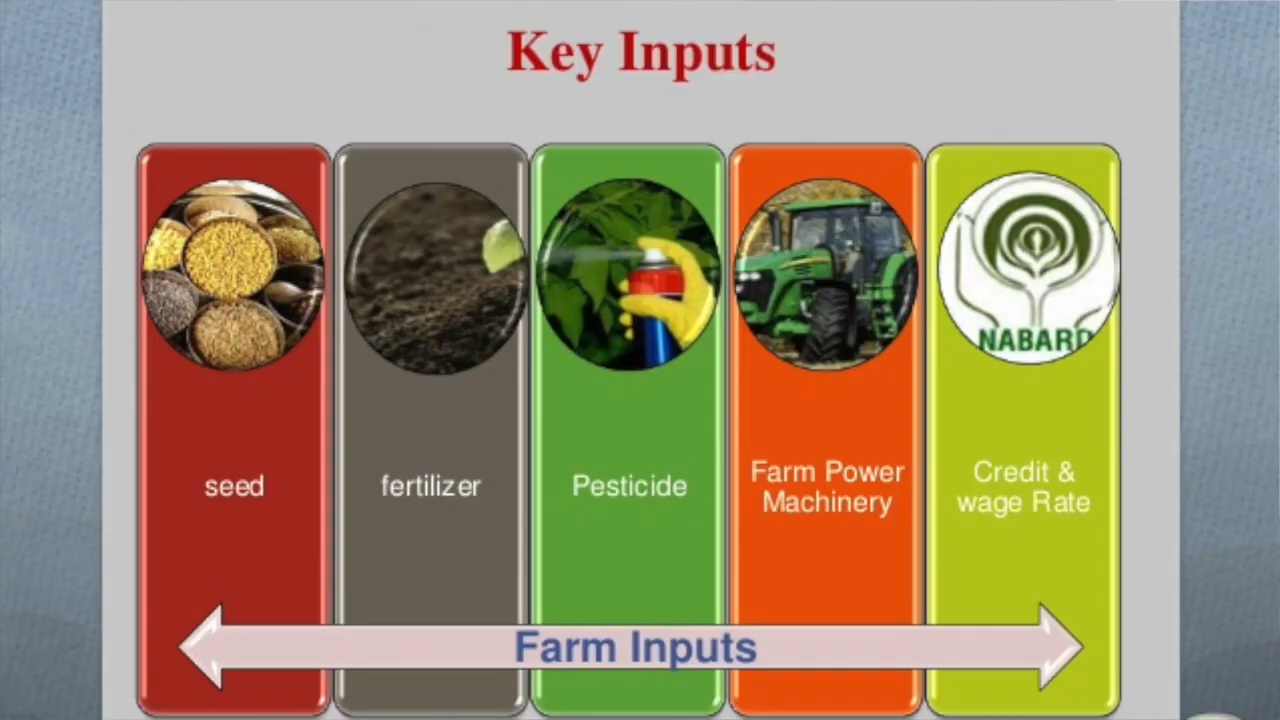 Key Inputs
NABARD
seed
fertilizer
Pesticide
Farm Power
Machinery
Credit &
wage Rate
Farm Inputs